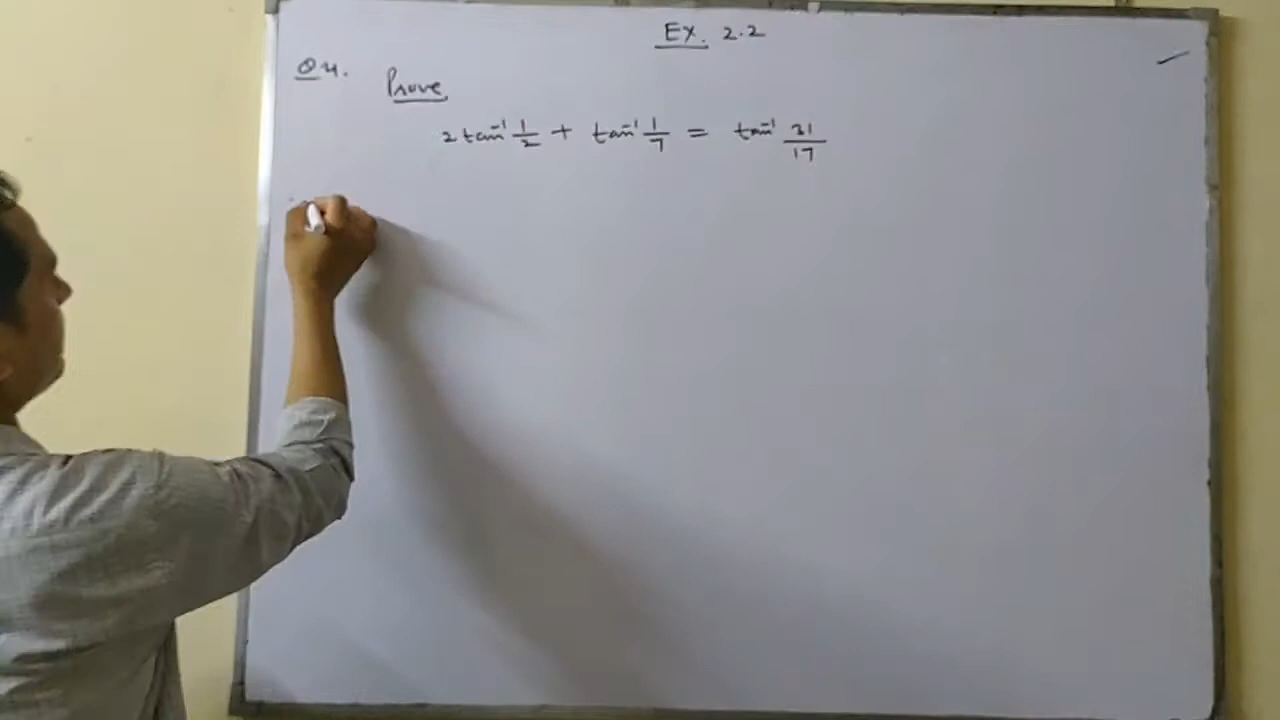 Ex. 2.2
Q4.
Prove
2 tan⁻¹ 1/2 + tan⁻¹ 1/7 = tan⁻¹ 31/17